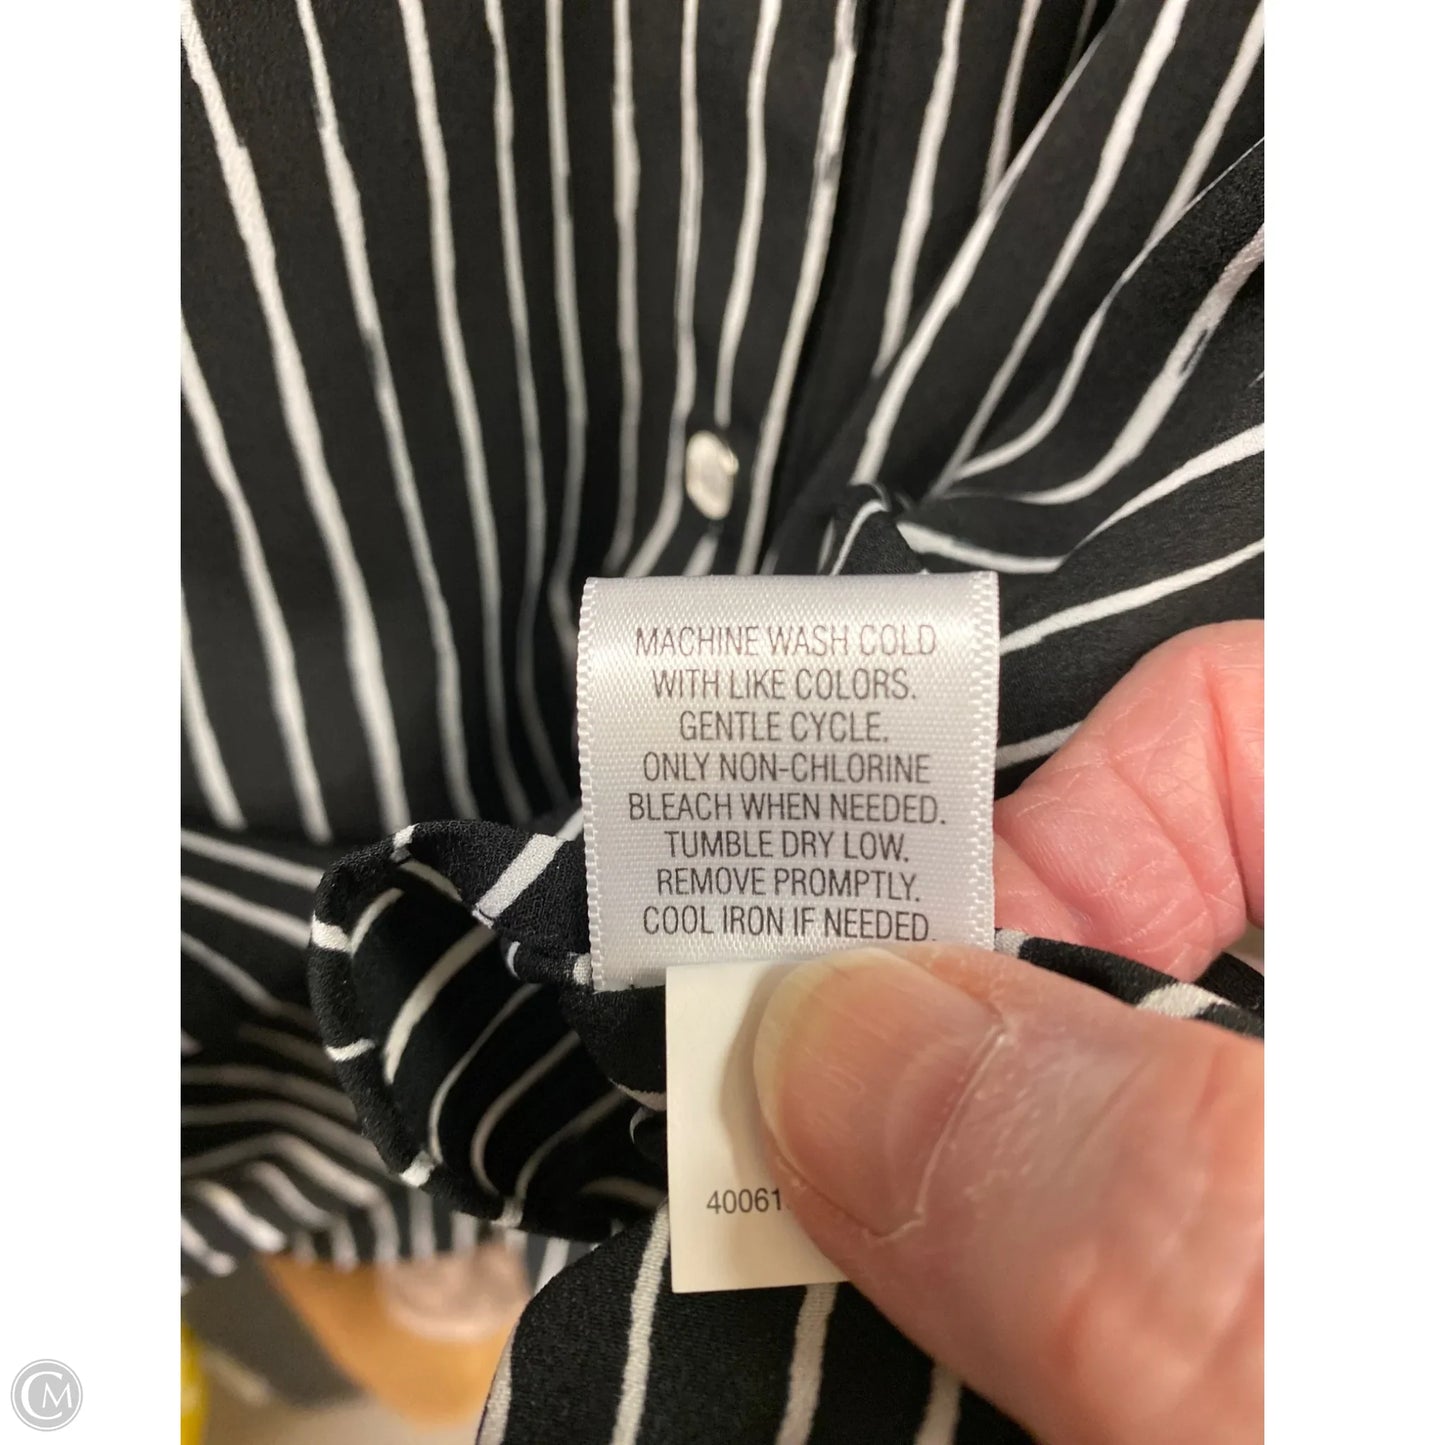 MACHINE WASH COLD
WITH LIKE COLORS.
GENTLE CYCLE.
ONLY NON-CHLORINE
BLEACH WHEN NEEDED.
TUMBLE DRY LOW.
REMOVE PROMPTLY.
COOL IRON IF NEEDED.
40061
CM